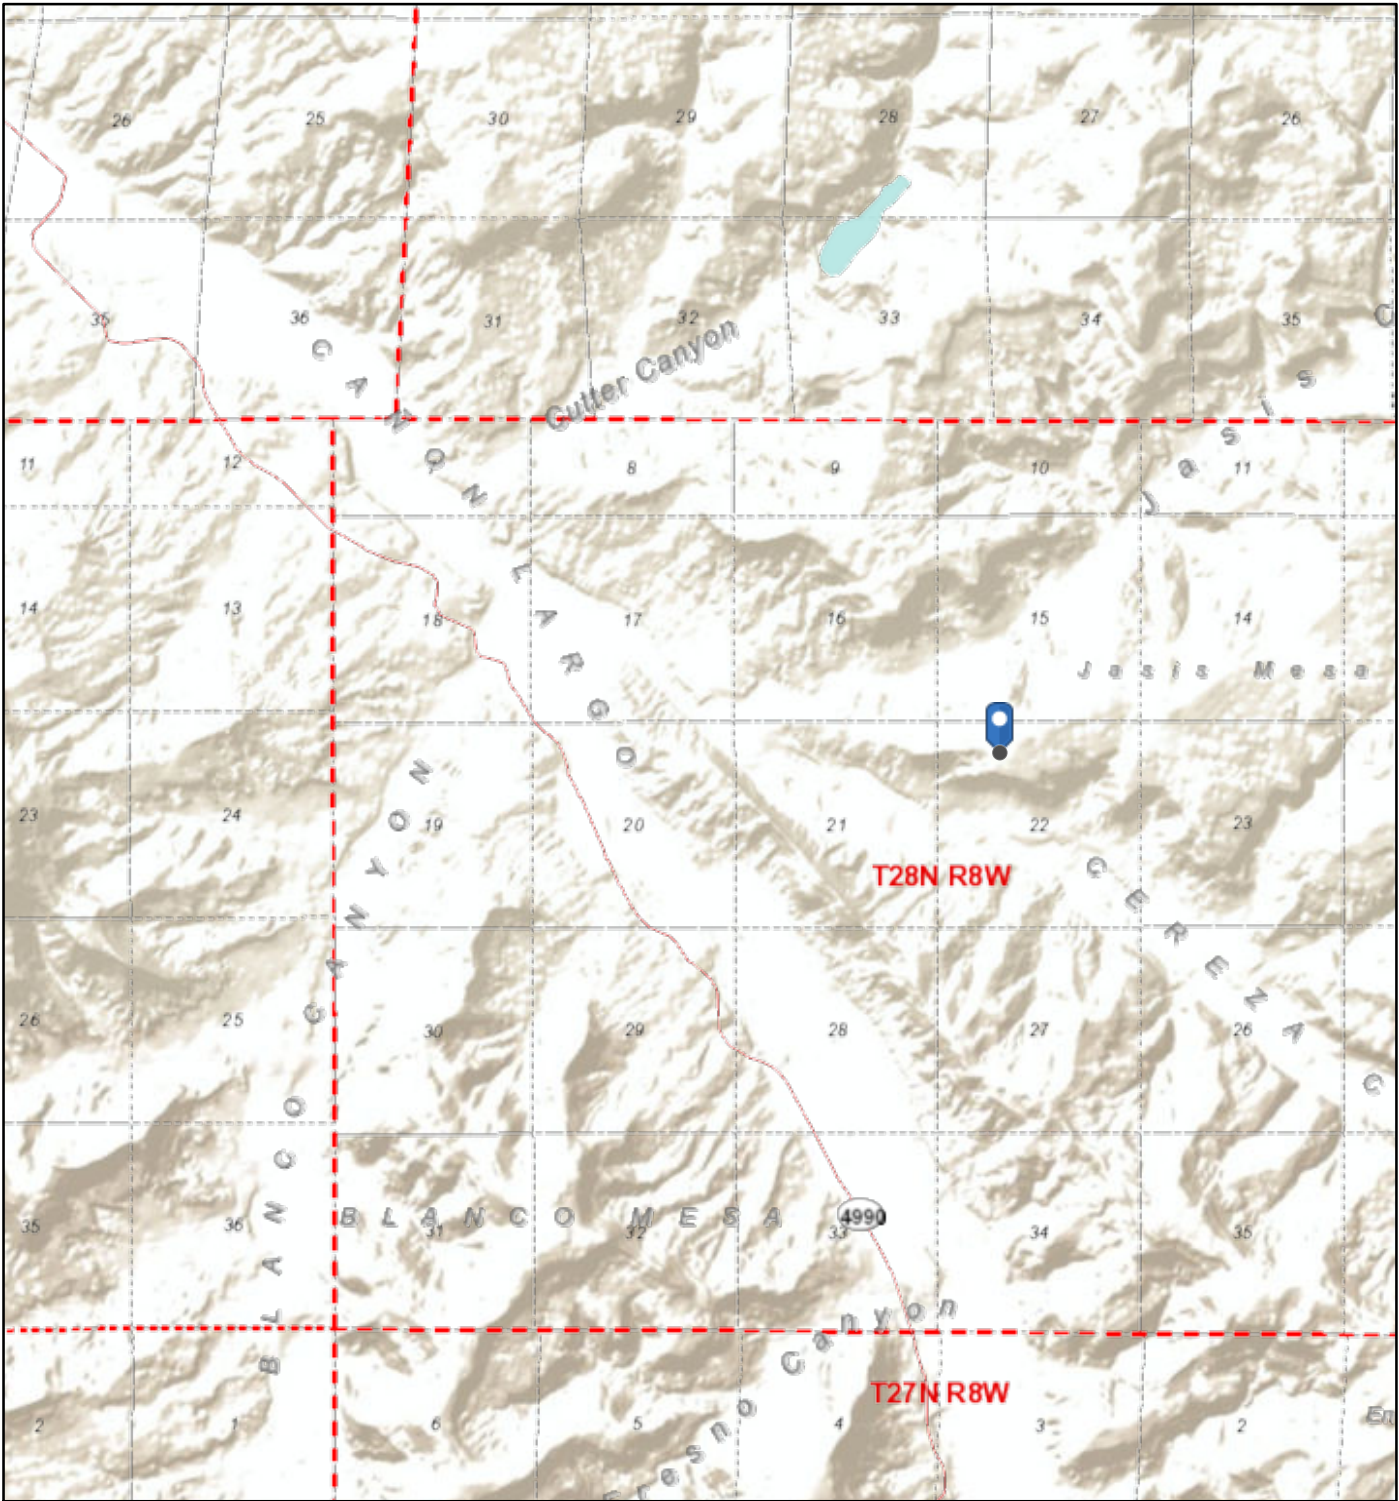 26 25 30 29 28 27 26
35 36 31 32 33 34 35
CANON LARGO
Cutter Canyon
Jasis C
11 12 8 9 10 11
14 13 18 17 16 15 14
Jasis Mesa
23 24 19 20 21 22 23
T28N R8W
CEREZA C
BLANCO CANYON
26 25 30 29 28 27 26
35 36 31 32 33 34 35
BLANCO MESA
4990
Fresno Canyon
T27N R8W
2 1 6 5 4 3 2